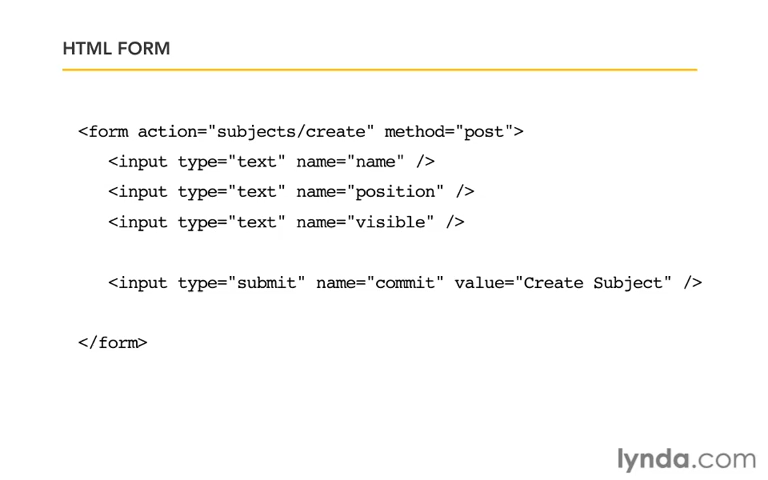 HTML FORM
<form action="subjects/create" method="post">
<input type="text" name="name" />
<input type="text" name="position" />
<input type="text" name="visible" />
<input type="submit" name="commit" value="Create Subject" />
</form>
lynda.com